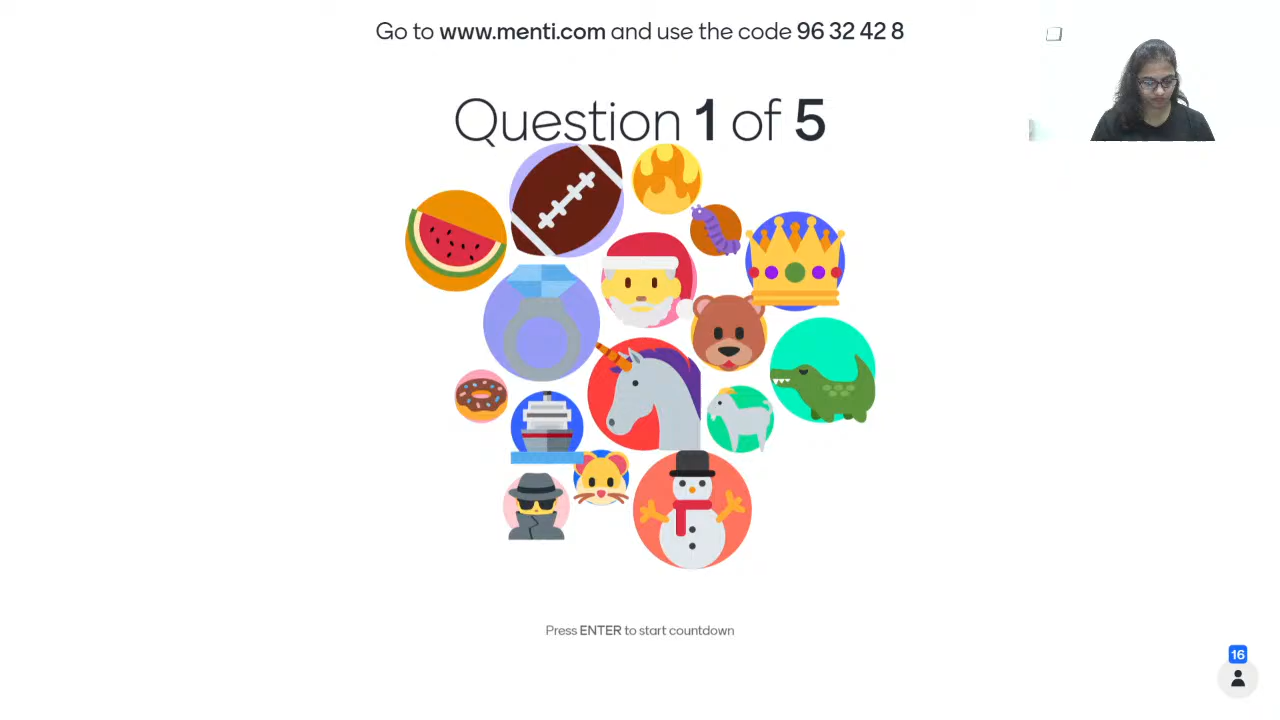 Go to www.menti.com and use the code 96 32 42 8
Question 1 of 5
Press ENTER to start countdown
16